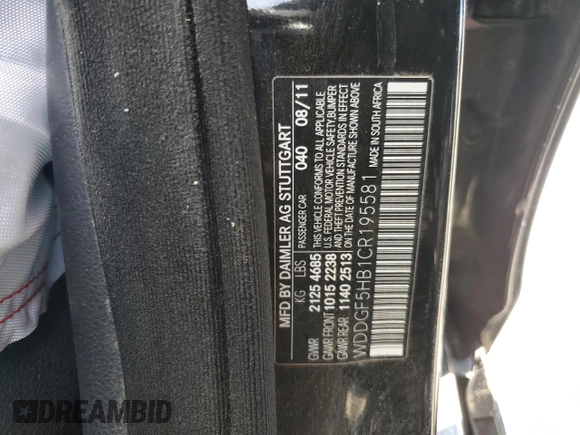 MFD BY DAIMLER AG STUTTGART
PASSENGER CAR 040 08/11
KG LBS
GVWR 2125 4685
GAWR FRONT 1015 2238
GAWR REAR 1140 2513
THIS VEHICLE CONFORMS TO ALL APPLICABLE
U.S. FEDERAL MOTOR VEHICLE SAFETY, BUMPER
AND THEFT PREVENTION STANDARDS IN EFFECT
ON THE DATE OF MANUFACTURE SHOWN ABOVE
WDDGF5HB1CR195581 MADE IN SOUTH AFRICA
DREAMBID